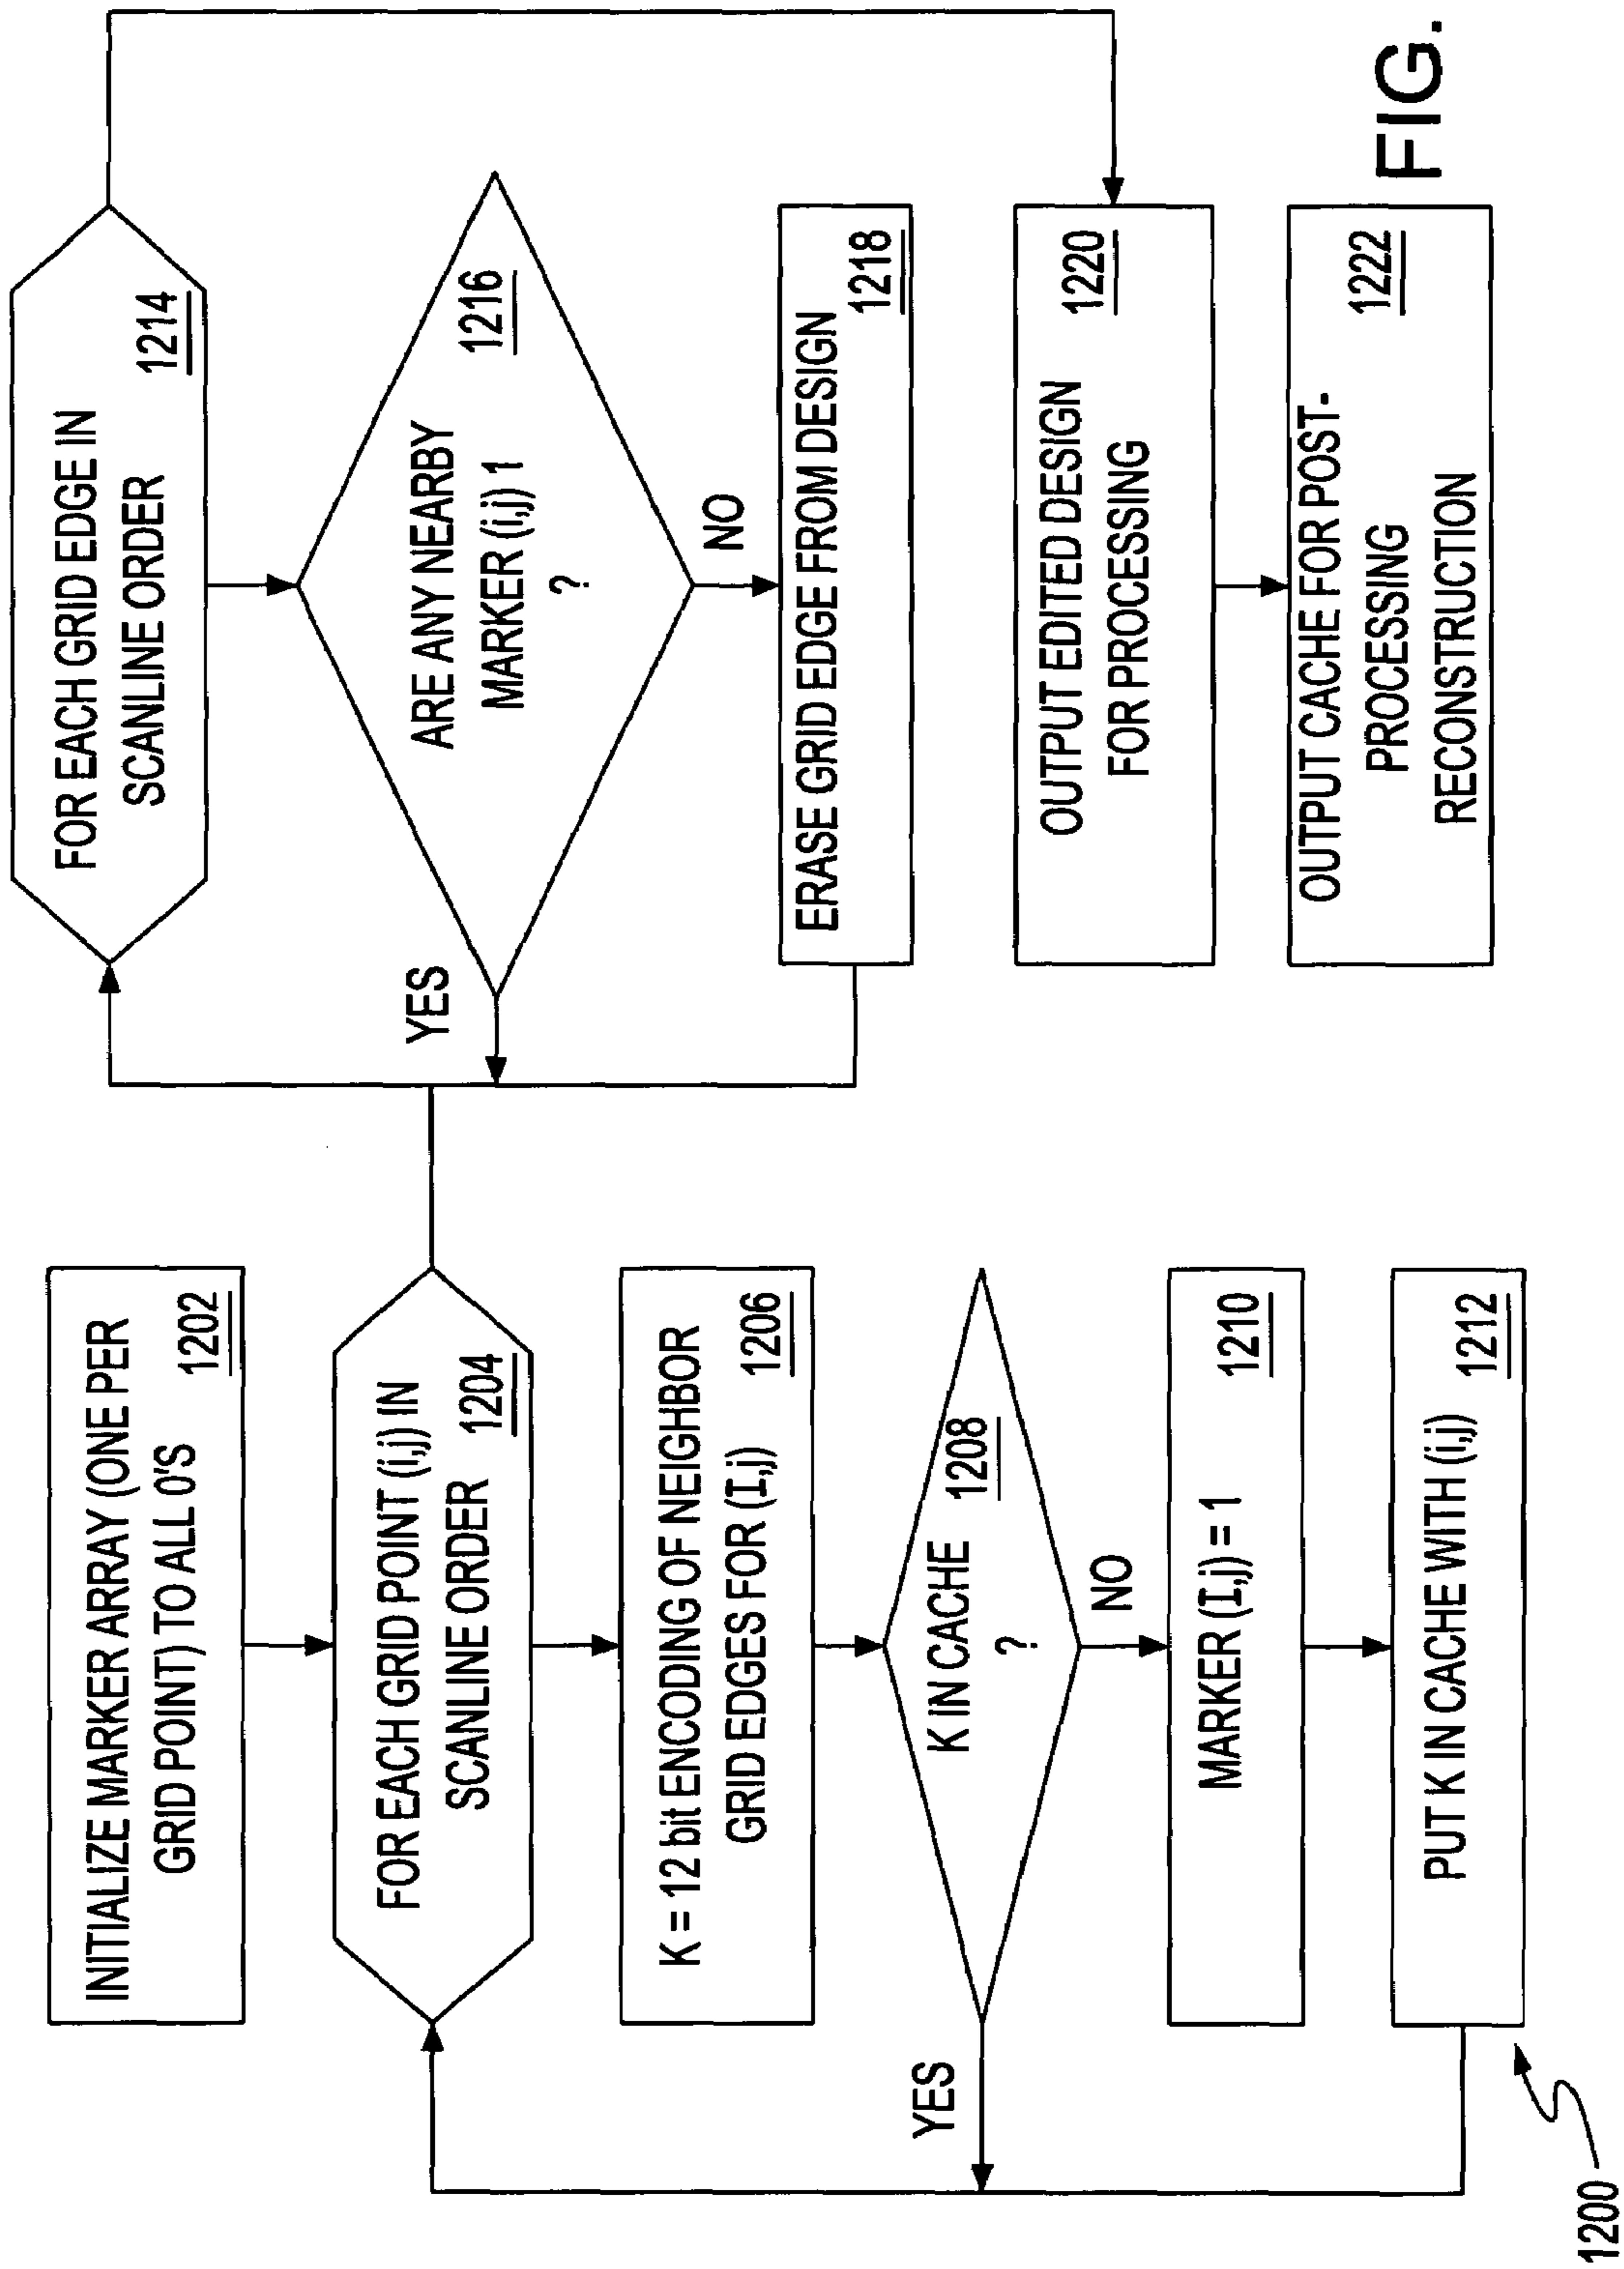 INITIALIZE MARKER ARRAY (ONE PER
GRID POINT) TO ALL 0'S
1202
FOR EACH GRID POINT (i,j) IN
SCANLINE ORDER
1204
K = 12 bit ENCODING OF NEIGHBOR
GRID EDGES FOR (I,j)
1206
K IN CACHE
?
1208
YES
NO
MARKER (I,j) = 1
1210
PUT K IN CACHE WITH (i,j)
1212
1200
FOR EACH GRID EDGE IN
SCANLINE ORDER
1214
ARE ANY NEARBY
MARKER (i,j) 1
?
1216
YES
NO
ERASE GRID EDGE FROM DESIGN
1218
OUTPUT EDITED DESIGN
FOR PROCESSING
1220
OUTPUT CACHE FOR POST-
PROCESSING
RECONSTRUCTION
1222
FIG.